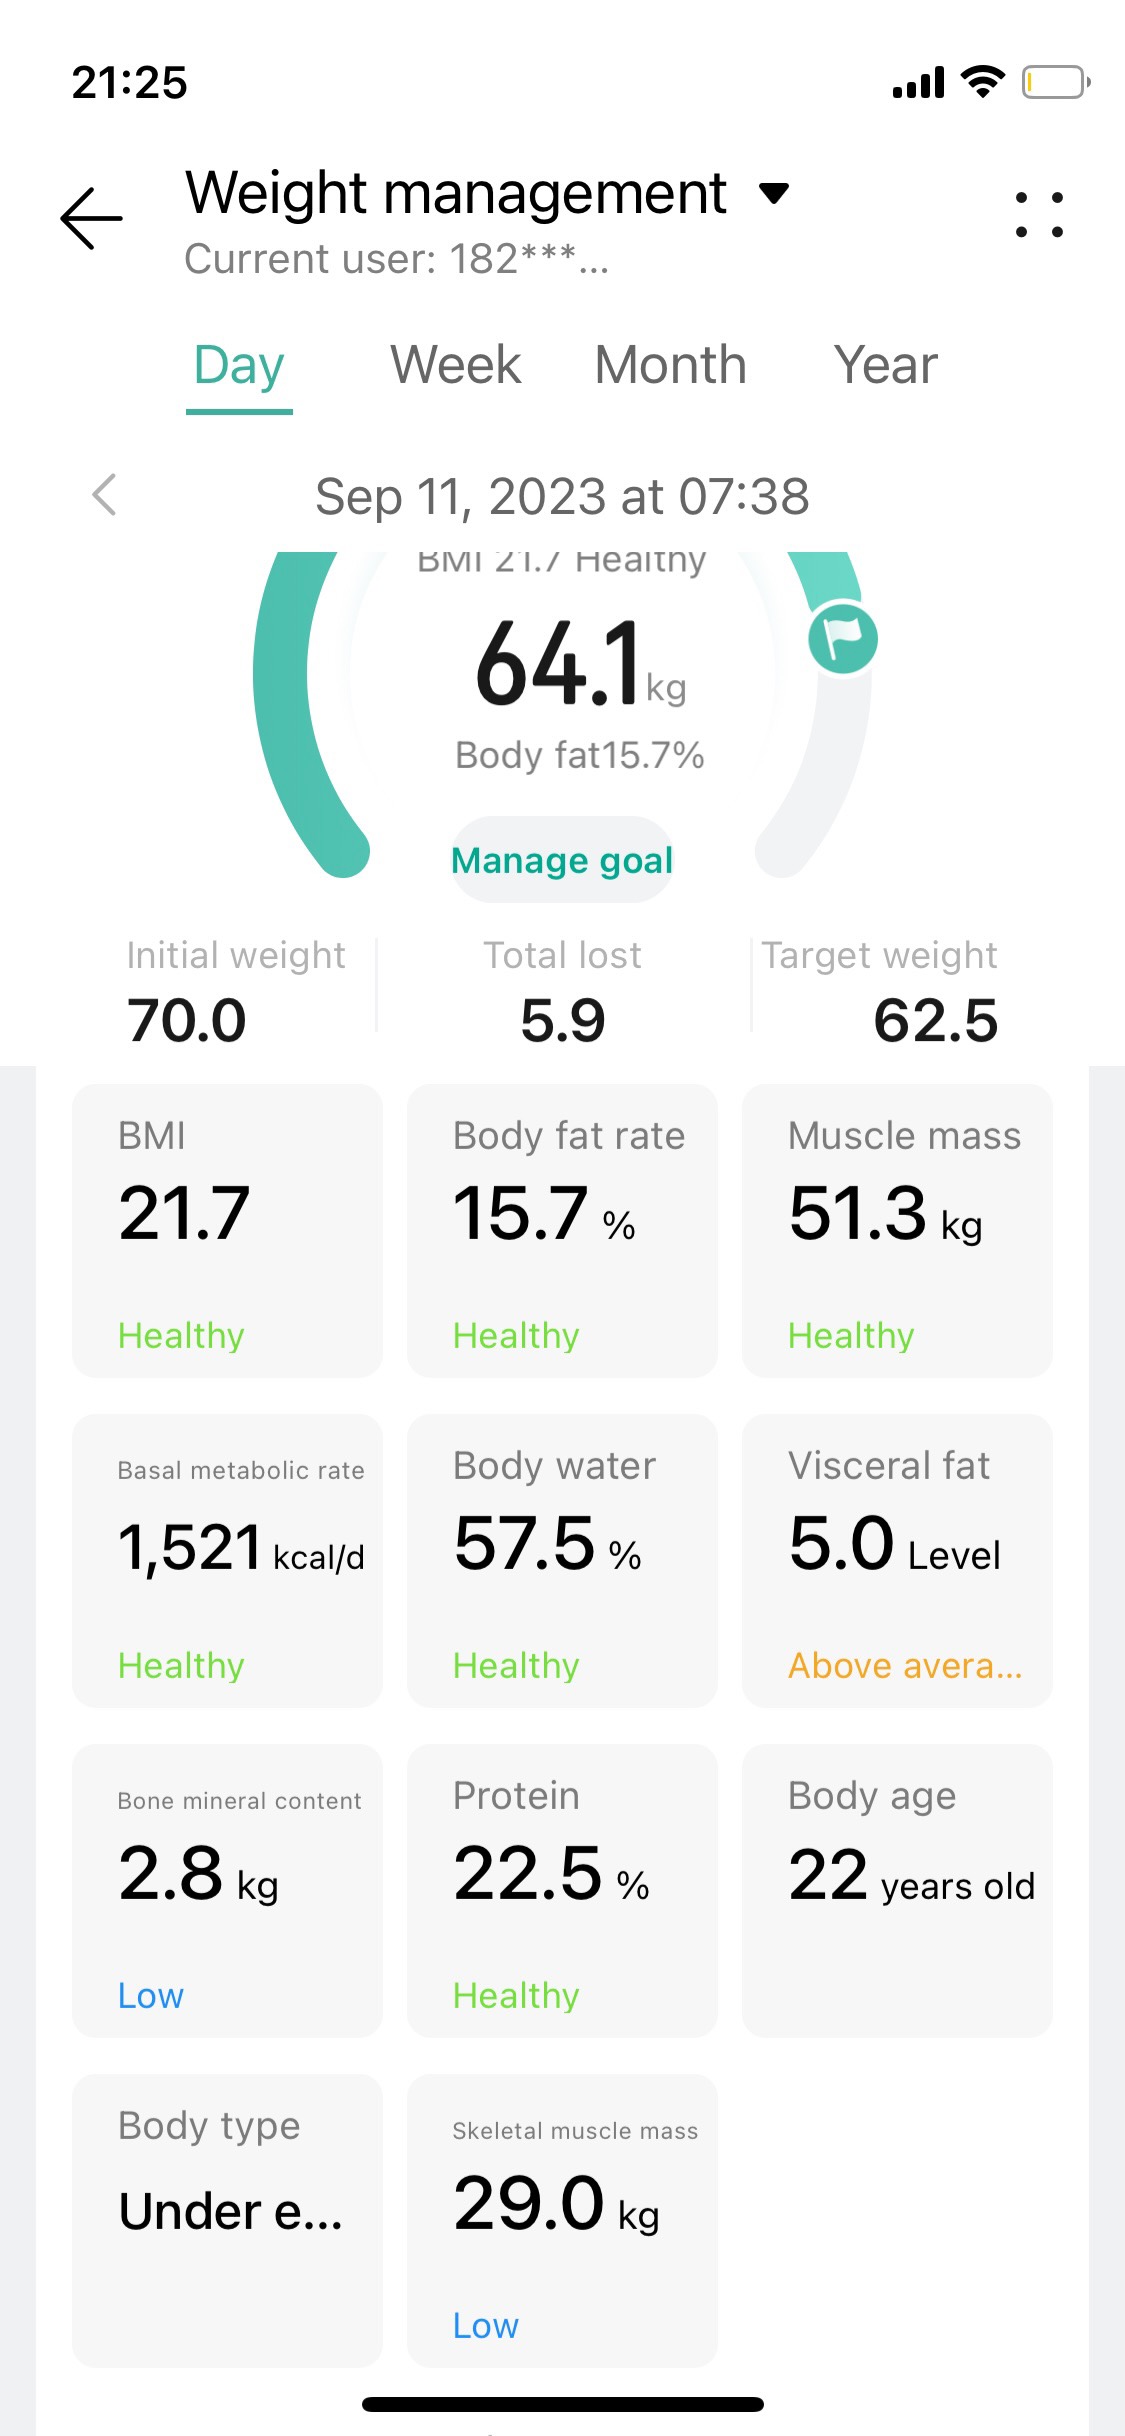 21:25
Weight management
Current user: 182***...
Day Week Month Year
Sep 11, 2023 at 07:38
BMI 21.7 Healthy
64.1 kg
Body fat15.7%
Manage goal
Initial weight Total lost Target weight
70.0 5.9 62.5
BMI Body fat rate Muscle mass
21.7 15.7 % 51.3 kg
Healthy Healthy Healthy
Basal metabolic rate Body water Visceral fat
1,521 kcal/d 57.5 % 5.0 Level
Healthy Healthy Above avera...
Bone mineral content Protein Body age
2.8 kg 22.5 % 22 years old
Low Healthy
Body type Skeletal muscle mass
Under e... 29.0 kg
Low